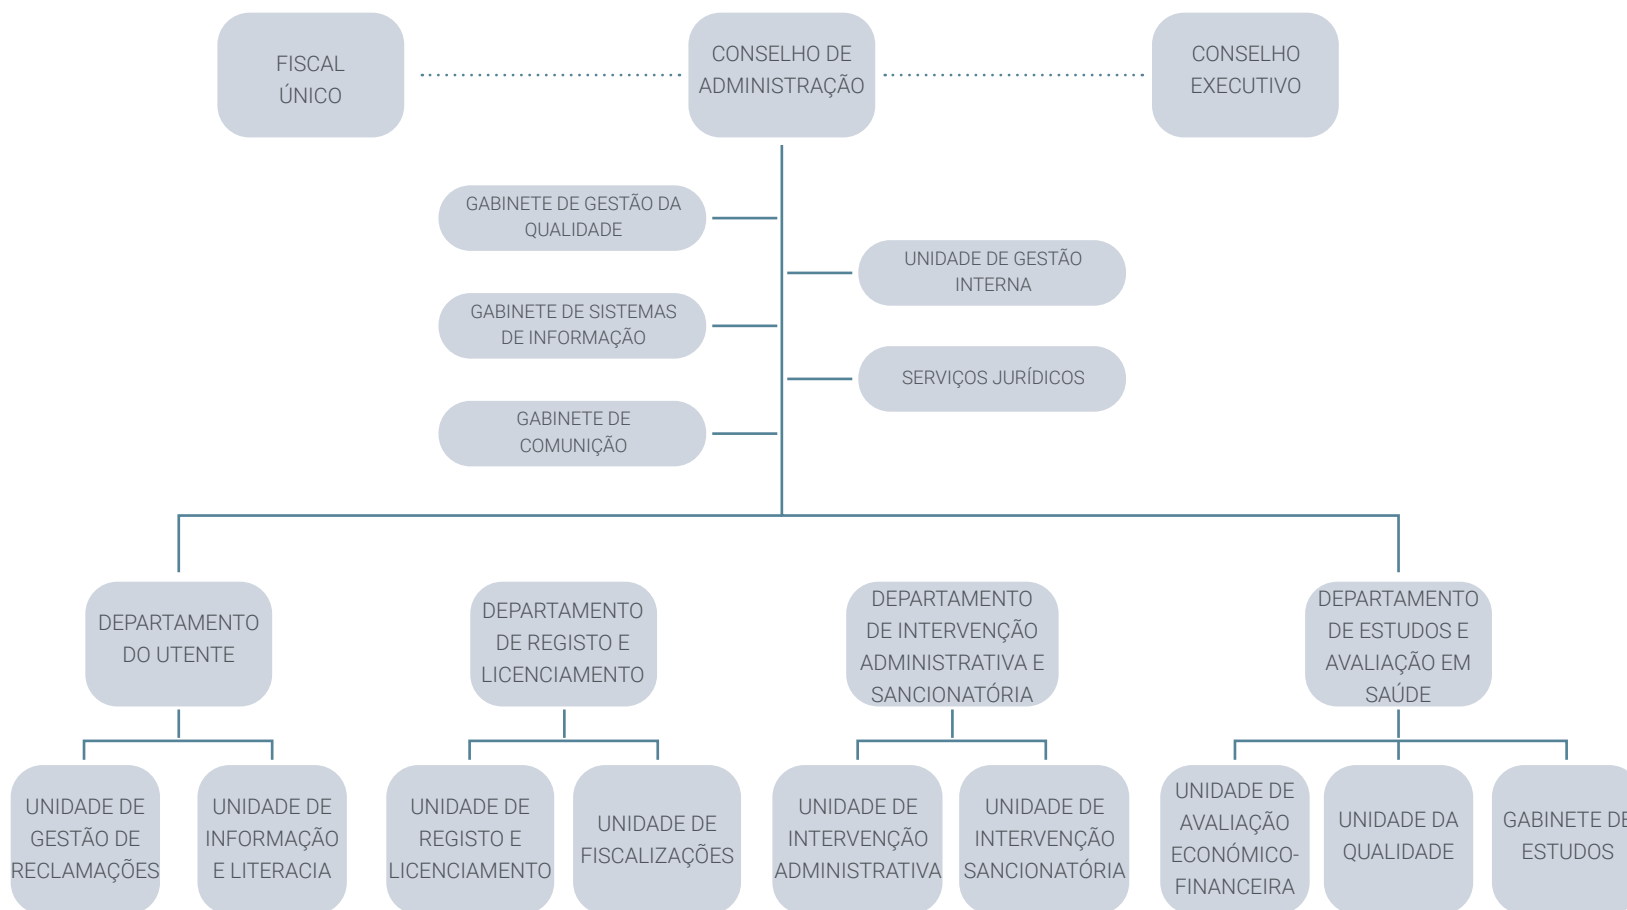 FISCAL
ÚNICO
CONSELHO DE
ADMINISTRAÇÃO
CONSELHO
EXECUTIVO
GABINETE DE GESTÃO DA
QUALIDADE
UNIDADE DE GESTÃO
INTERNA
GABINETE DE SISTEMAS
DE INFORMAÇÃO
SERVIÇOS JURÍDICOS
GABINETE DE
COMUNIÇÃO
DEPARTAMENTO
DO UTENTE
DEPARTAMENTO
DE REGISTO E
LICENCIAMENTO
DEPARTAMENTO
DE INTERVENÇÃO
ADMINISTRATIVA E
SANCIONATÓRIA
DEPARTAMENTO
DE ESTUDOS E
AVALIAÇÃO EM
SAÚDE
UNIDADE DE
GESTÃO DE
RECLAMAÇÕES
UNIDADE DE
INFORMAÇÃO
E LITERACIA
UNIDADE DE
REGISTO E
LICENCIAMENTO
UNIDADE DE
FISCALIZAÇÕES
UNIDADE DE
INTERVENÇÃO
ADMINISTRATIVA
UNIDADE DE
INTERVENÇÃO
SANCIONATÓRIA
UNIDADE DE
AVALIAÇÃO
ECONÓMICO-
FINANCEIRA
UNIDADE DA
QUALIDADE
GABINETE DE
ESTUDOS